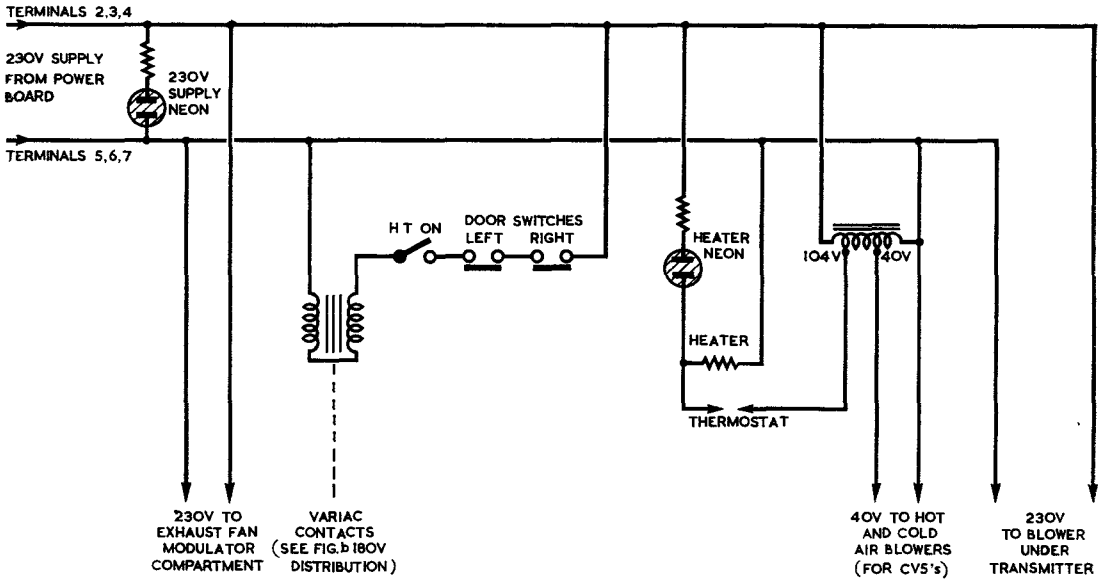 TERMINALS 2,3,4
230V SUPPLY
FROM POWER
BOARD
230V
SUPPLY
NEON
TERMINALS 5,6,7
H T ON
DOOR SWITCHES
LEFT RIGHT
HEATER
NEON
104V 40V
HEATER
THERMOSTAT
230V TO
EXHAUST FAN
MODULATOR
COMPARTMENT
VARIAC
CONTACTS
(SEE FIG.b 180V
DISTRIBUTION)
40V TO HOT
AND COLD
AIR BLOWERS
(FOR CV5's)
230V
TO BLOWER
UNDER
TRANSMITTER